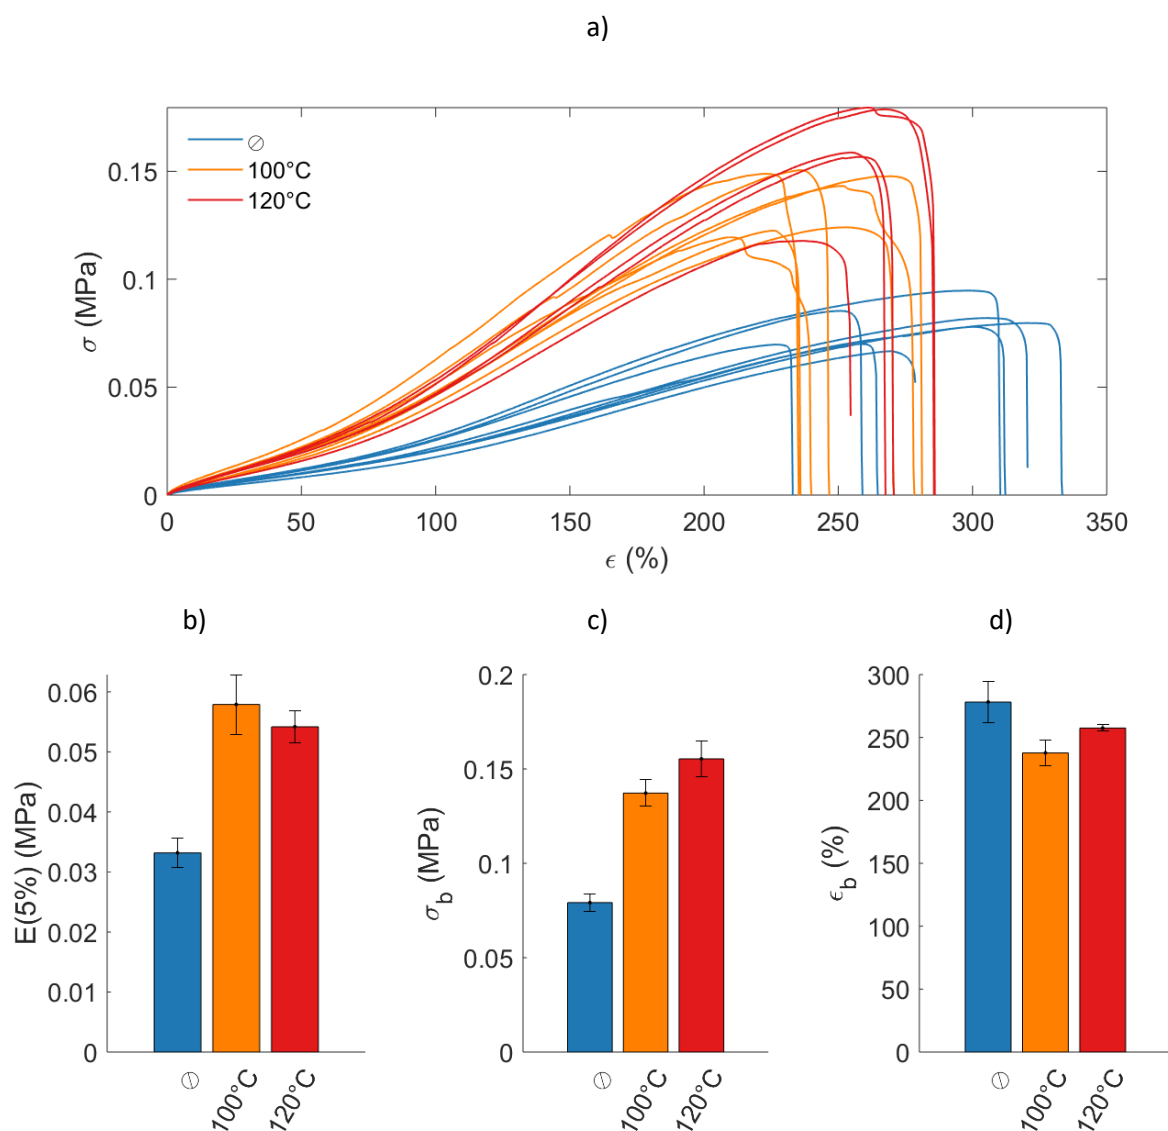 a)
σ (MPa)
0.15
0.1
0.05
0
∅
100°C
120°C
0 50 100 150 200 250 300 350
ϵ (%)
b) c) d)
E(5%) (MPa)
0.06
0.05
0.04
0.03
0.02
0.01
0
∅ 100°C 120°C
σb (MPa)
0.2
0.15
0.1
0.05
0
∅ 100°C 120°C
ϵb (%)
300
250
200
150
100
50
0
∅ 100°C 120°C